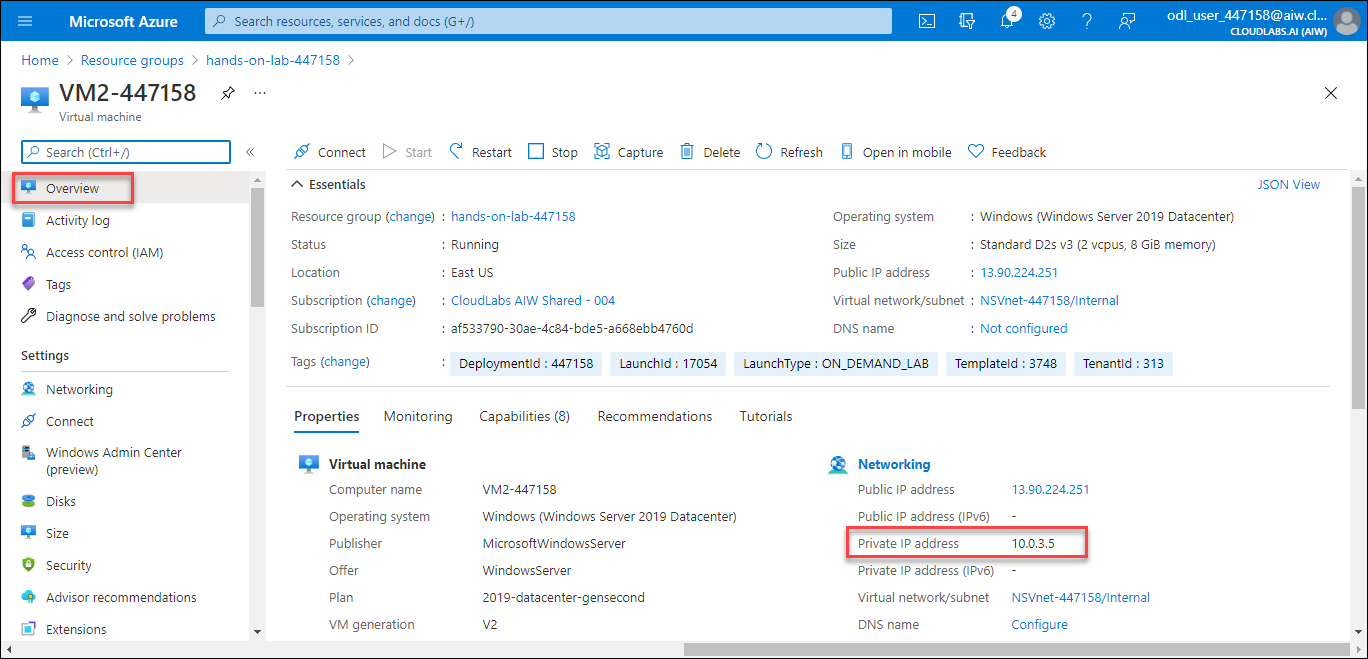 Microsoft Azure
Search resources, services, and docs (G+/)
4
odl_user_447158@aiw.cl...
CLOUDLABS.AI (AIW)
Home > Resource groups > hands-on-lab-447158 >
VM2-447158
Virtual machine
Search (Ctrl+/)
«
Overview
Activity log
Access control (IAM)
Tags
Diagnose and solve problems
Settings
Networking
Connect
Windows Admin Center
(preview)
Disks
Size
Security
Advisor recommendations
Extensions
Connect Start Restart Stop Capture Delete Refresh Open in mobile Feedback
Essentials JSON View
Resource group (change) : hands-on-lab-447158
Status : Running
Location : East US
Subscription (change) : CloudLabs AIW Shared - 004
Subscription ID : af533790-30ae-4c84-bde5-a668ebb4760d
Operating system : Windows (Windows Server 2019 Datacenter)
Size : Standard D2s v3 (2 vcpus, 8 GiB memory)
Public IP address : 13.90.224.251
Virtual network/subnet : NSVnet-447158/Internal
DNS name : Not configured
Tags (change) : DeploymentId : 447158 LaunchId : 17054 LaunchType : ON_DEMAND_LAB TemplateId : 3748 TenantId : 313
Properties Monitoring Capabilities (8) Recommendations Tutorials
Virtual machine
Computer name VM2-447158
Operating system Windows (Windows Server 2019 Datacenter)
Publisher MicrosoftWindowsServer
Offer WindowsServer
Plan 2019-datacenter-gensecond
VM generation V2
Networking
Public IP address 13.90.224.251
Public IP address (IPv6) -
Private IP address 10.0.3.5
Private IP address (IPv6) -
Virtual network/subnet NSVnet-447158/Internal
DNS name Configure